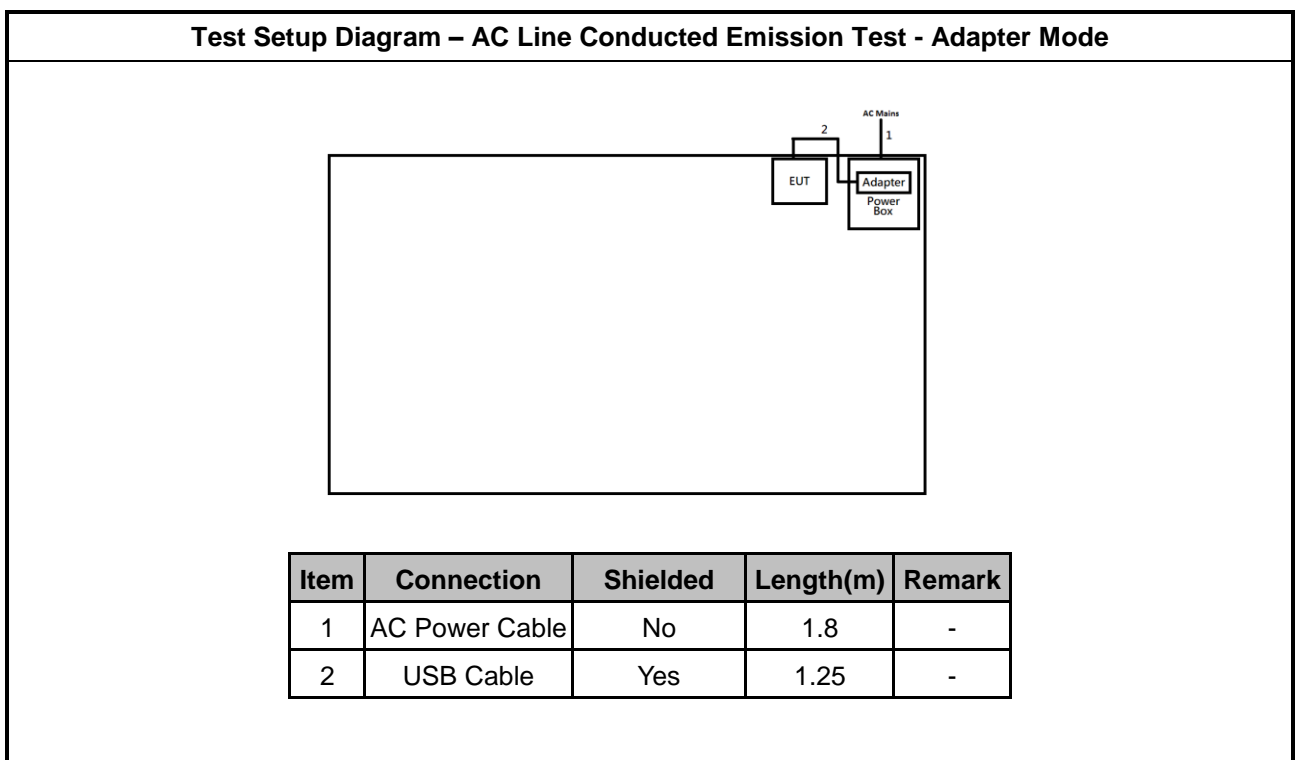 Test Setup Diagram – AC Line Conducted Emission Test - Adapter Mode
AC Mains
2
1
EUT
Adapter
Power
Box
Item Connection Shielded Length(m) Remark
1 AC Power Cable No 1.8 -
2 USB Cable Yes 1.25 -